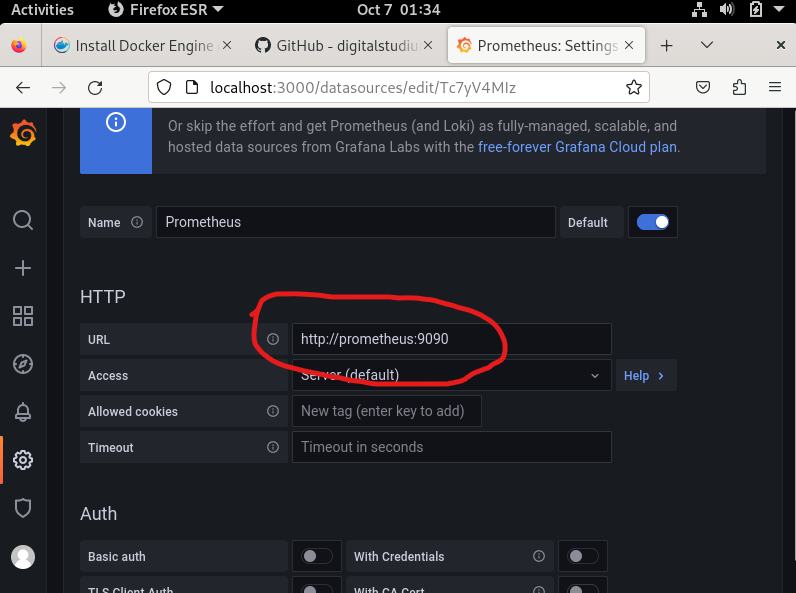 Activities Firefox ESR Oct 7 01:34
Install Docker Engine × GitHub - digitalstudiu × Prometheus: Settings ×
localhost:3000/datasources/edit/Tc7yV4MIz
Or skip the effort and get Prometheus (and Loki) as fully-managed, scalable, and
hosted data sources from Grafana Labs with the free-forever Grafana Cloud plan.
Name Prometheus Default
HTTP
URL http://prometheus:9090
Access Server (default) Help
Allowed cookies New tag (enter key to add)
Timeout Timeout in seconds
Auth
Basic auth With Credentials
TLS Client Auth With CA Cert